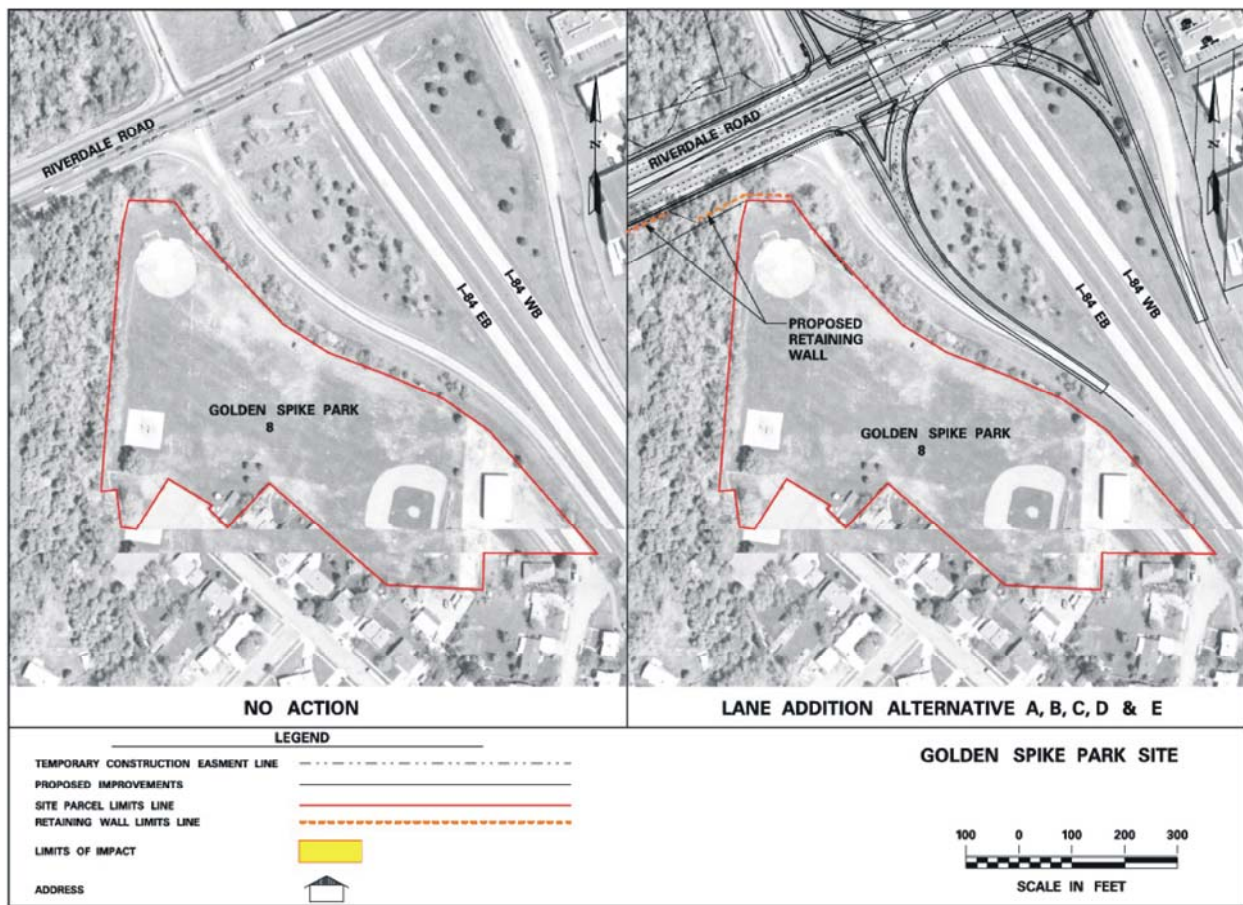 RIVERDALE ROAD
N
I-84 WB
I-84 EB
GOLDEN SPIKE PARK
8
NO ACTION
RIVERDALE ROAD
N
I-84 WB
I-84 EB
PROPOSED
RETAINING
WALL
GOLDEN SPIKE PARK
8
LANE ADDITION ALTERNATIVE A, B, C, D & E
LEGEND
TEMPORARY CONSTRUCTION EASMENT LINE
PROPOSED IMPROVEMENTS
SITE PARCEL LIMITS LINE
RETAINING WALL LIMITS LINE
LIMITS OF IMPACT
ADDRESS
GOLDEN SPIKE PARK SITE
100 0 100 200 300
SCALE IN FEET